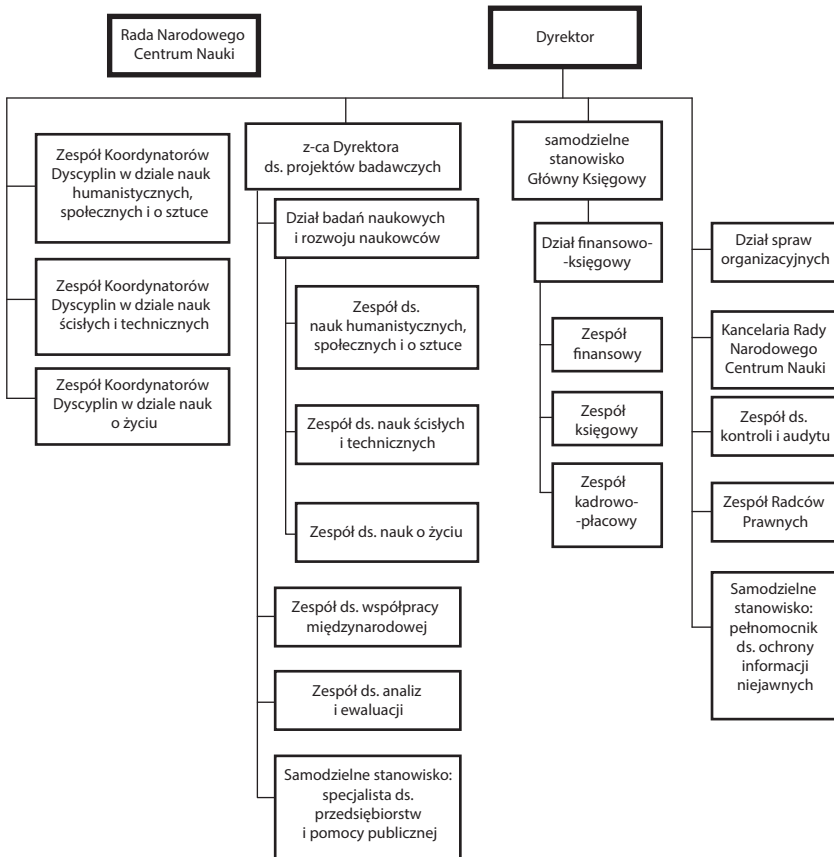 Rada Narodowego
Centrum Nauki
Dyrektor
Zespół Koordynatorów
Dyscyplin w dziale nauk
humanistycznych,
społecznych i o sztuce
Zespół Koordynatorów
Dyscyplin w dziale nauk
ścisłych i technicznych
Zespół Koordynatorów
Dyscyplin w dziale nauk
o życiu
z-ca Dyrektora
ds. projektów badawczych
Dział badań naukowych
i rozwoju naukowców
Zespół ds.
nauk humanistycznych,
społecznych i o sztuce
Zespół ds. nauk ścisłych
i technicznych
Zespół ds. nauk o życiu
Zespół ds. współpracy
międzynarodowej
Zespół ds. analiz
i ewaluacji
Samodzielne stanowisko:
specjalista ds.
przedsiębiorstw
i pomocy publicznej
samodzielne
stanowisko
Główny Księgowy
Dział finansowo-
-księgowy
Zespół
finansowy
Zespół
księgowy
Zespół
kadrowo-
-płacowy
Dział spraw
organizacyjnych
Kancelaria Rady
Narodowego
Centrum Nauki
Zespół ds.
kontroli i audytu
Zespół Radców
Prawnych
Samodzielne
stanowisko:
pełnomocnik
ds. ochrony
informacji
niejawnych